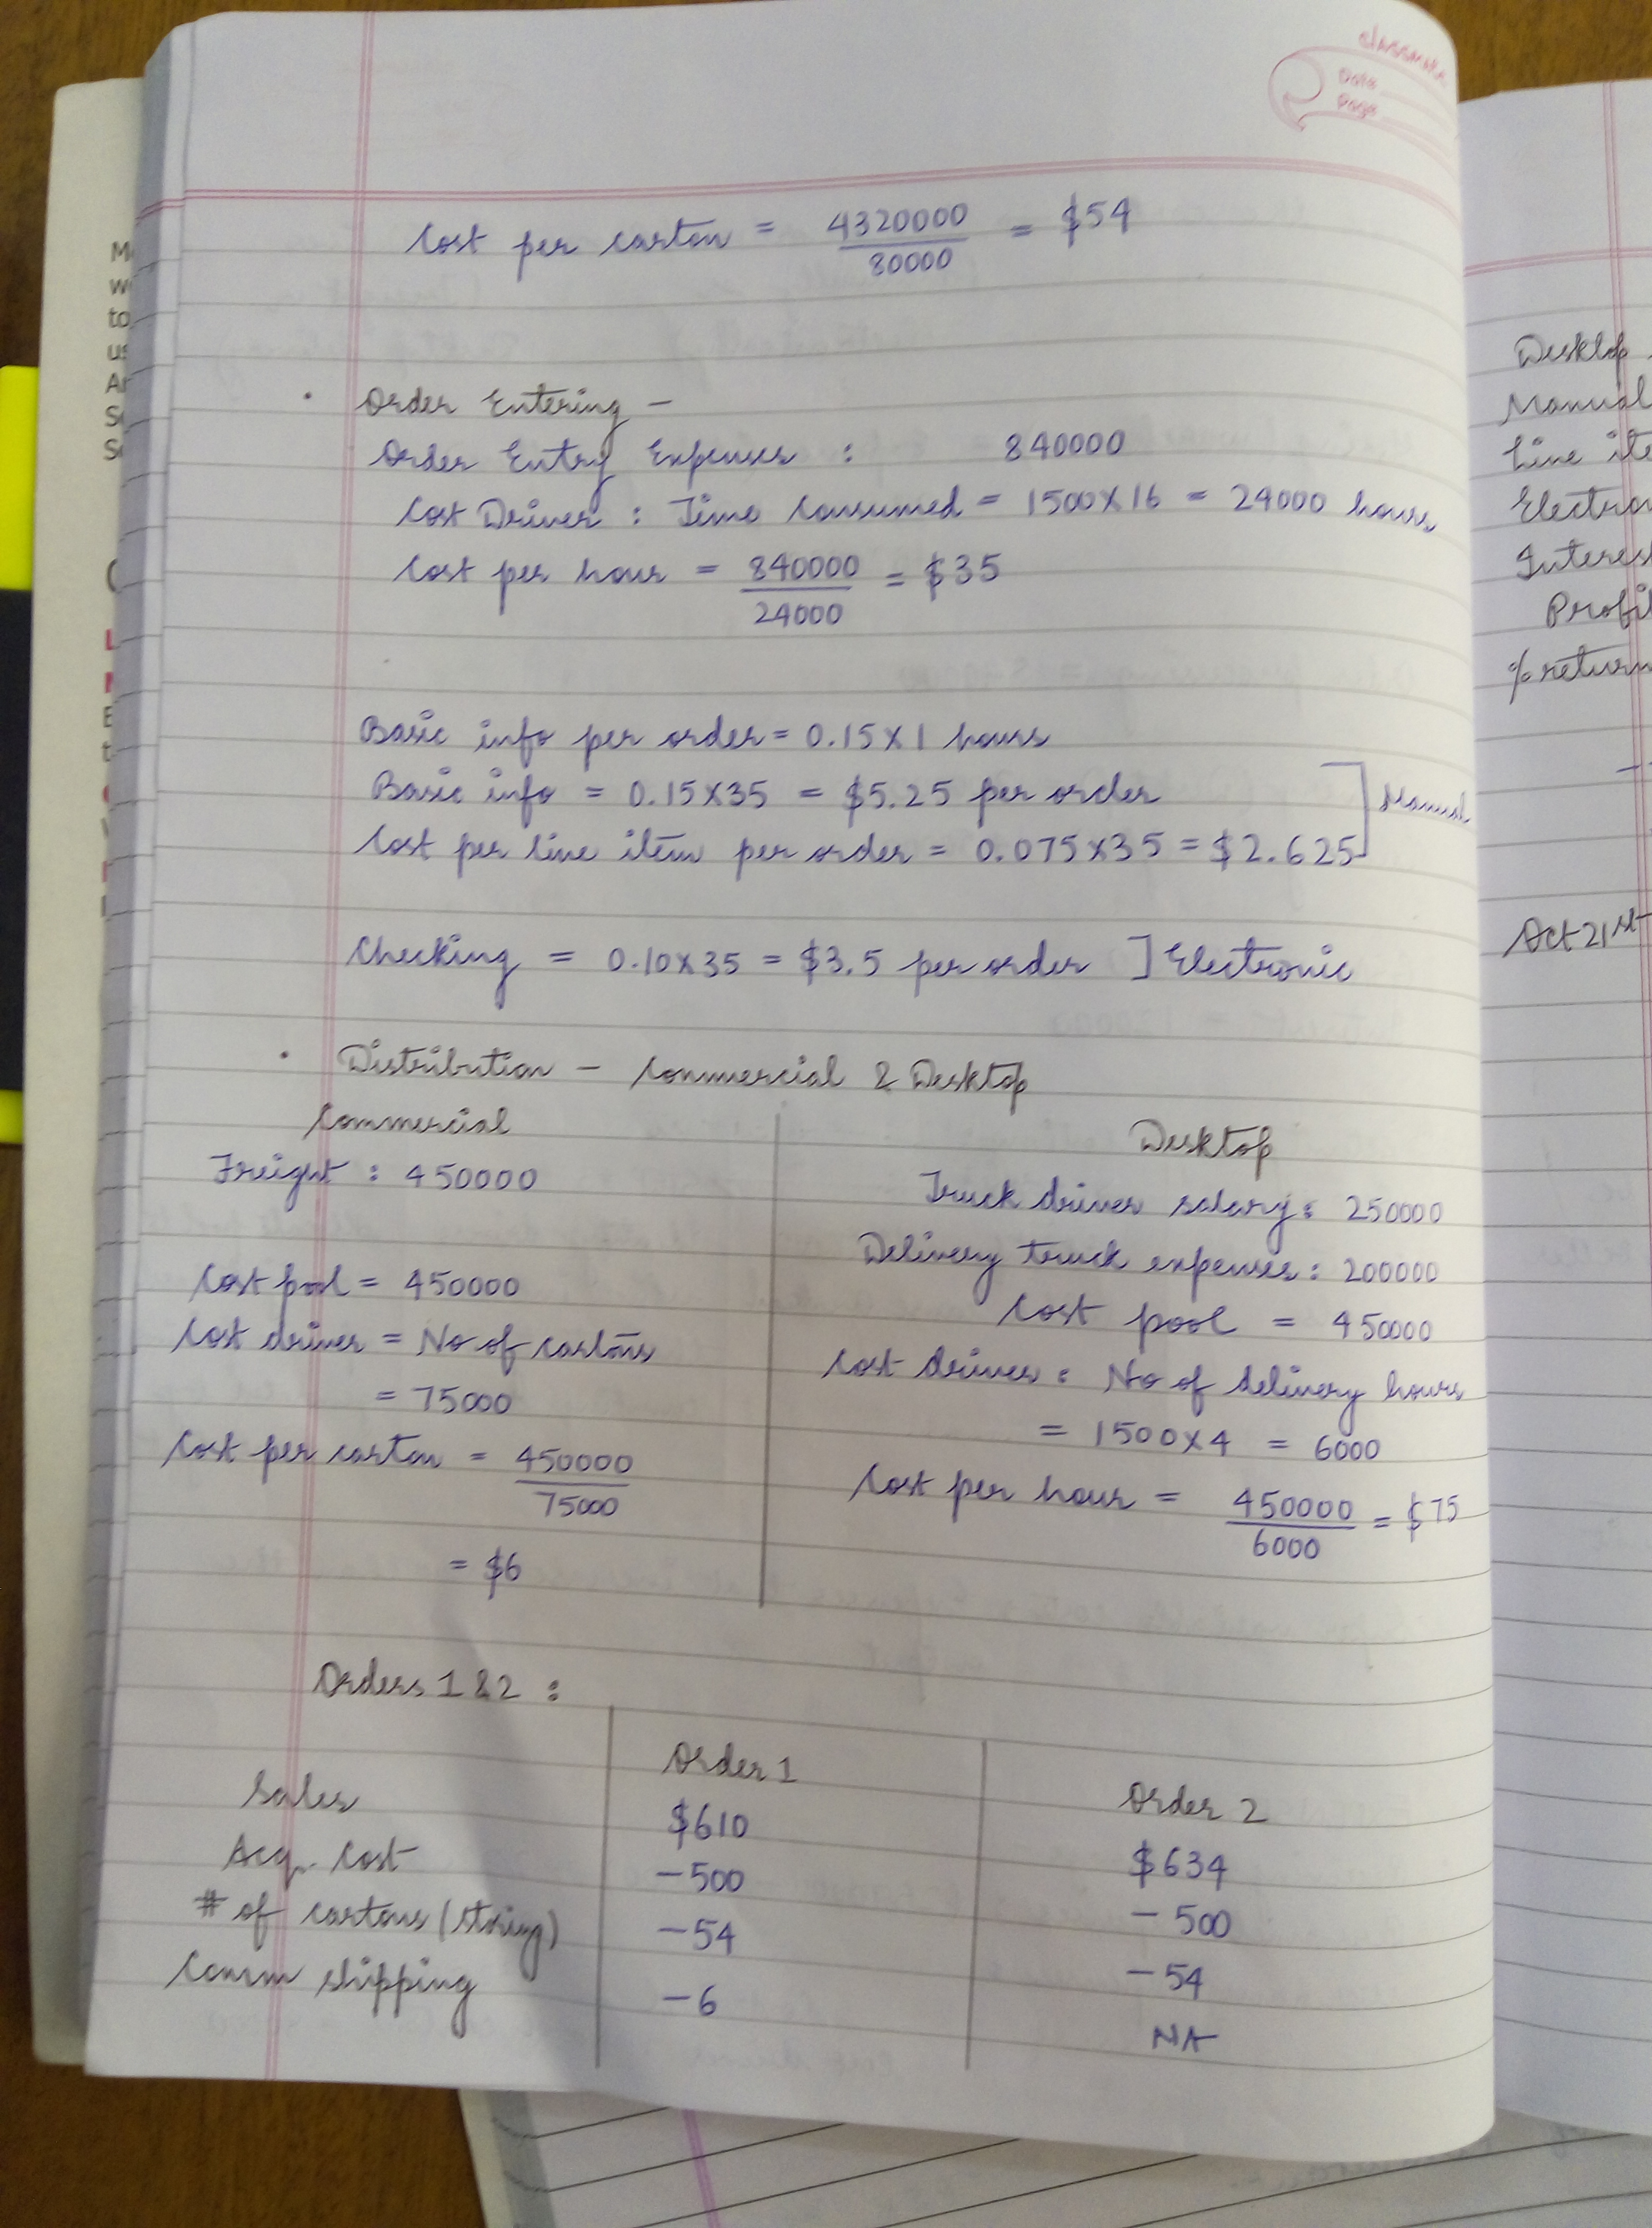 classmate
Date
Page
Cost per carton = 4320000 / 80000 = $54
• Order Entering –
Order Entry Expenses : 840000
Cost Driver : Time Consumed = 1500×16 = 24000 hours
Cost per hour = 840000 / 24000 = $35
Basic info per order = 0.15×1 hours
Basic info = 0.15×35 = $5.25 per order
Cost per line item per order = 0.075×35 = $2.625 ] Manual
Checking = 0.10×35 = $3.5 per order ] Electronic
• Distribution – Commercial & Desktop
Commercial
Freight : 450000
Cost pool = 450000
Cost driver = No of cartons
= 75000
Cost per carton = 450000 / 75000
= $6
Desktop
Truck driver salary : 250000
Delivery truck expenses : 200000
Cost pool = 450000
Cost driver : No of delivery hours
= 1500×4 = 6000
Cost per hour = 450000 / 6000 = $75
Orders 1 & 2 :
Order 1 Order 2
Sales $610 $634
Acq. Cost –500 –500
# of cartons (storing) –54 –54
Comm shipping –6 NA
Desktop
Manual
Line ite
Electron
Interes
Profi
% return
Oct 21st